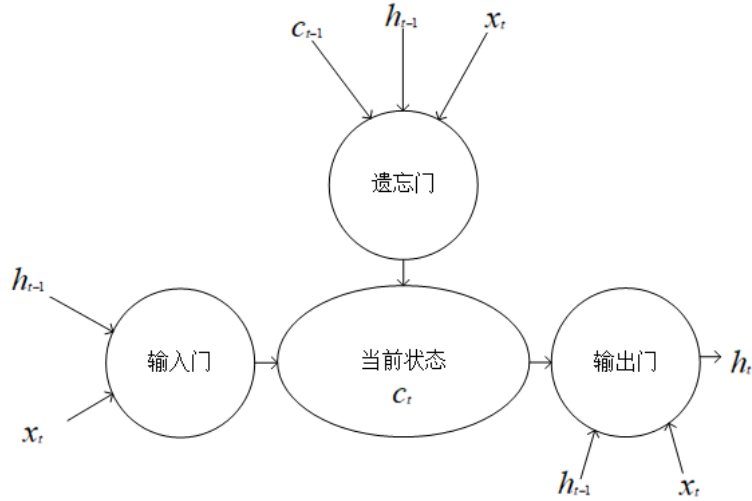 c_{t-1} h_{t-1} x_t
遗忘门
h_{t-1}
输入门
当前状态
c_t
输出门
h_t
x_t
h_{t-1} x_t